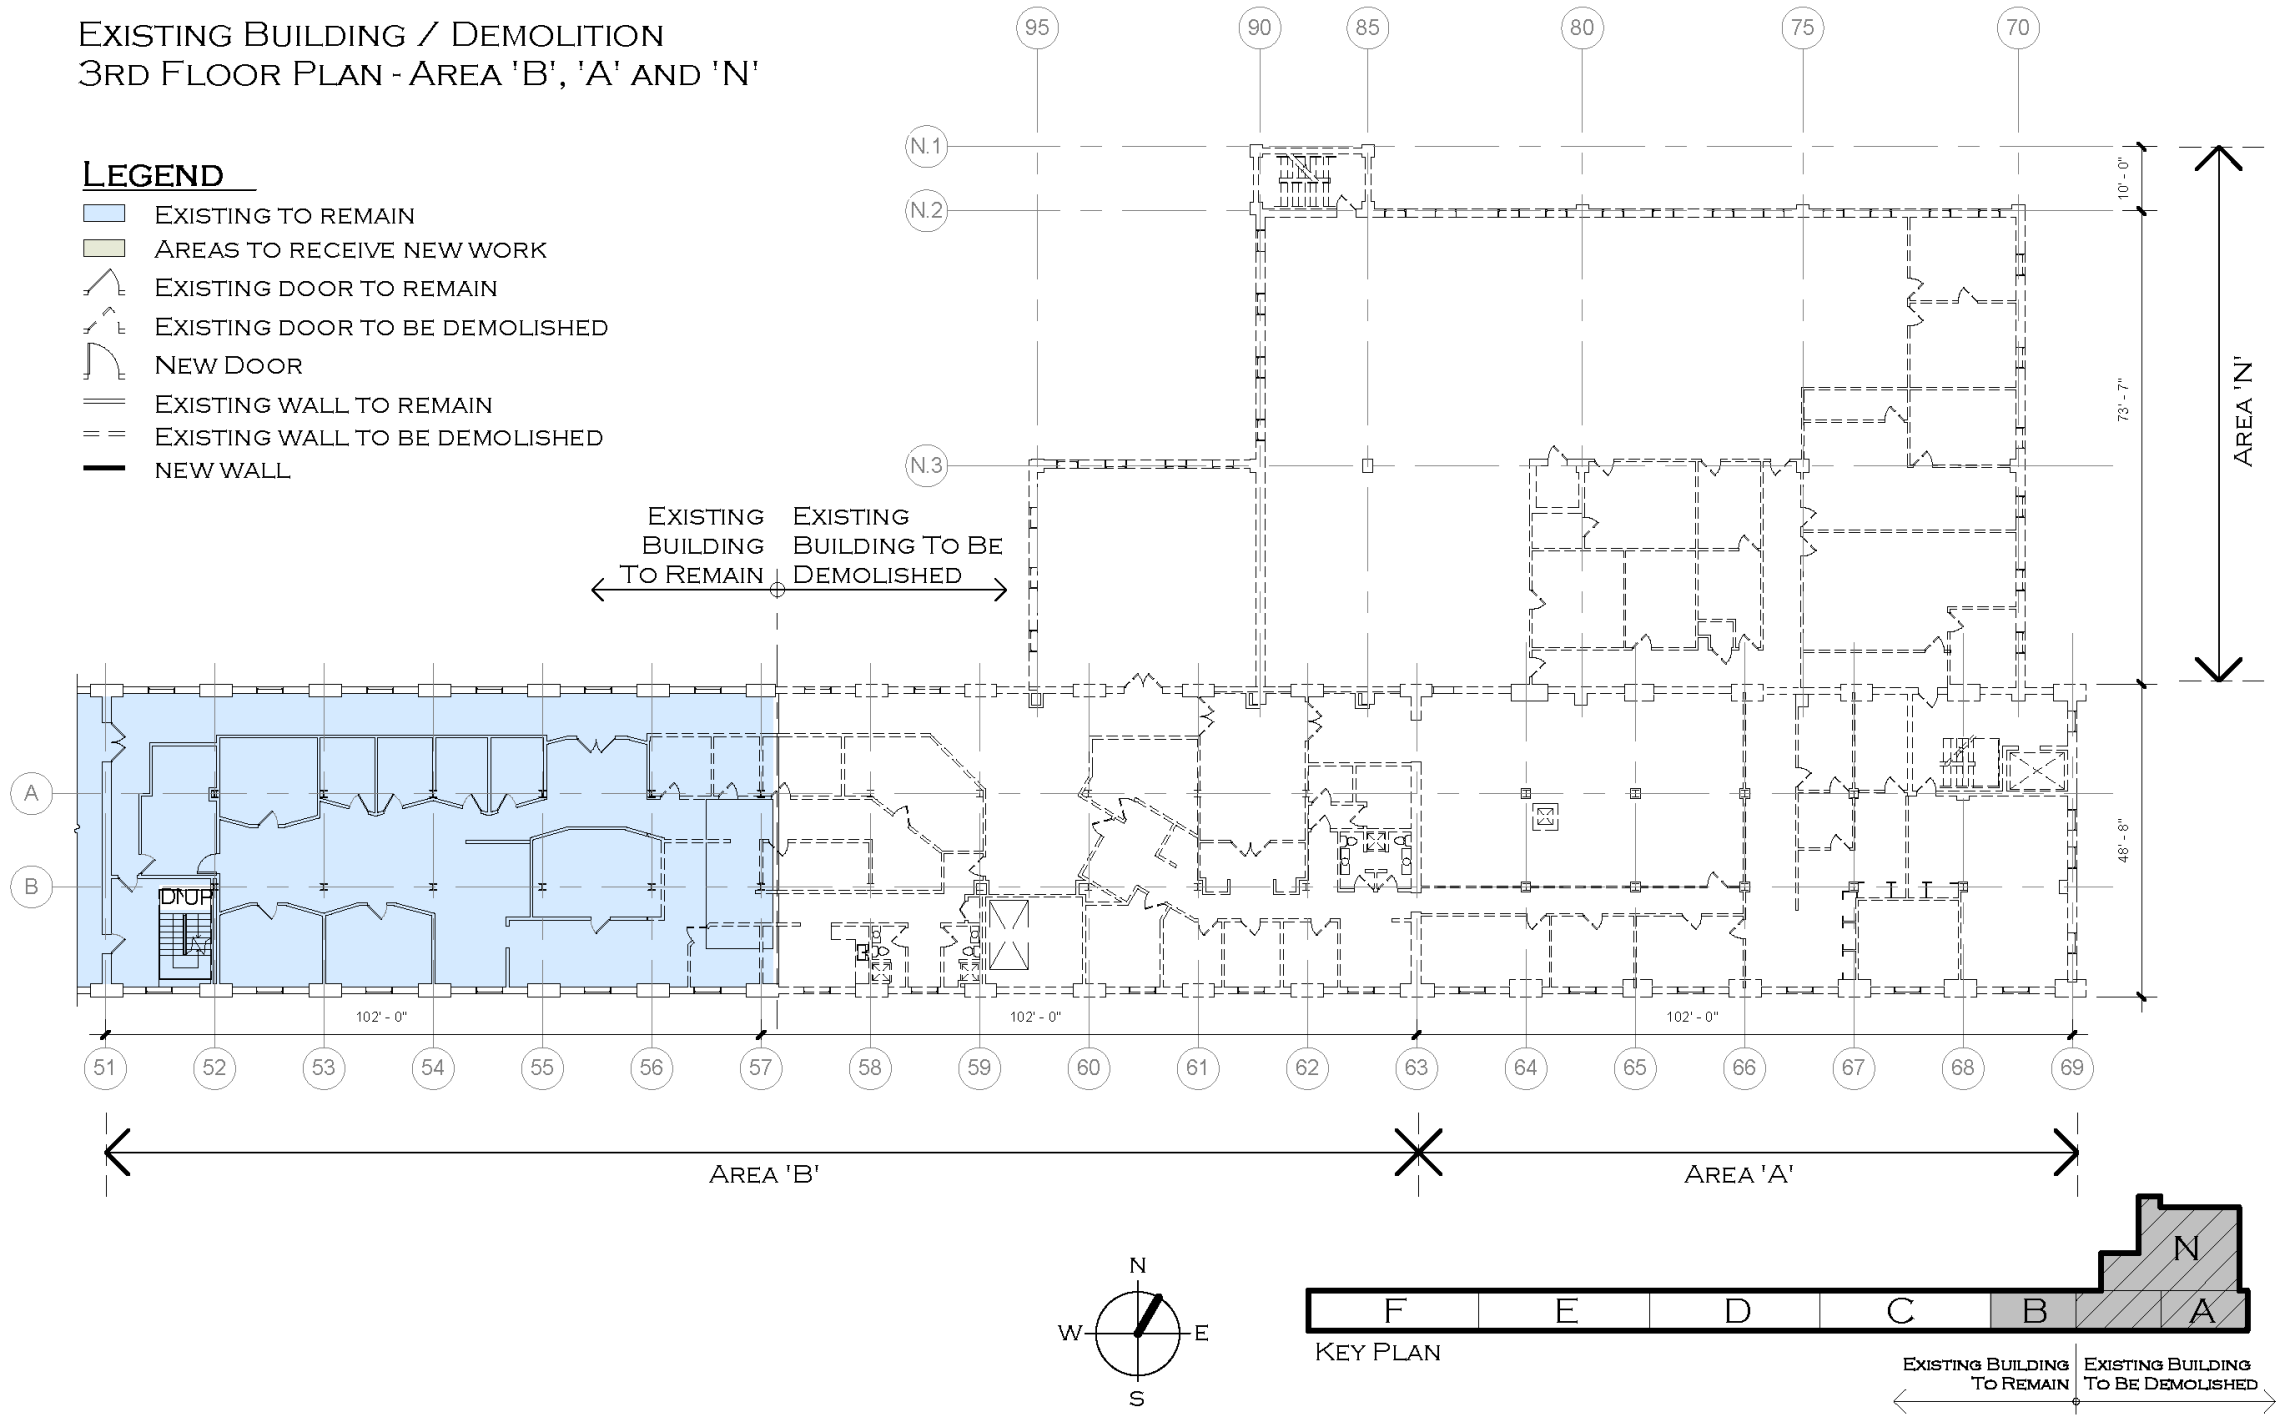 EXISTING BUILDING / DEMOLITION
3RD FLOOR PLAN - AREA 'B', 'A' AND 'N'
LEGEND
EXISTING TO REMAIN
AREAS TO RECEIVE NEW WORK
EXISTING DOOR TO REMAIN
EXISTING DOOR TO BE DEMOLISHED
NEW DOOR
EXISTING WALL TO REMAIN
EXISTING WALL TO BE DEMOLISHED
NEW WALL
95 90 85 80 75 70
N.1
N.2
N.3
10' - 0"
73' - 7"
AREA 'N'
EXISTING BUILDING TO REMAIN
EXISTING BUILDING TO BE DEMOLISHED
A
B
DN UP
48' - 8"
102' - 0" 102' - 0" 102' - 0"
51 52 53 54 55 56 57 58 59 60 61 62 63 64 65 66 67 68 69
AREA 'B' AREA 'A'
N
W E
S
N
F E D C B A
KEY PLAN
EXISTING BUILDING TO REMAIN
EXISTING BUILDING TO BE DEMOLISHED